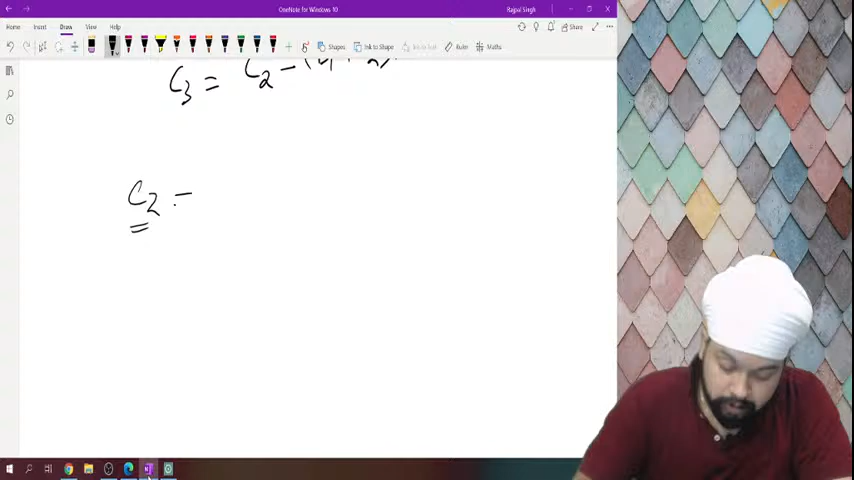 OneNote for Windows 10
Rajpal Singh
Home Insert Draw View Help
Share
Shapes Ink to Shape Ink to Text Ruler Math
C3 = C2 - 
C2 =